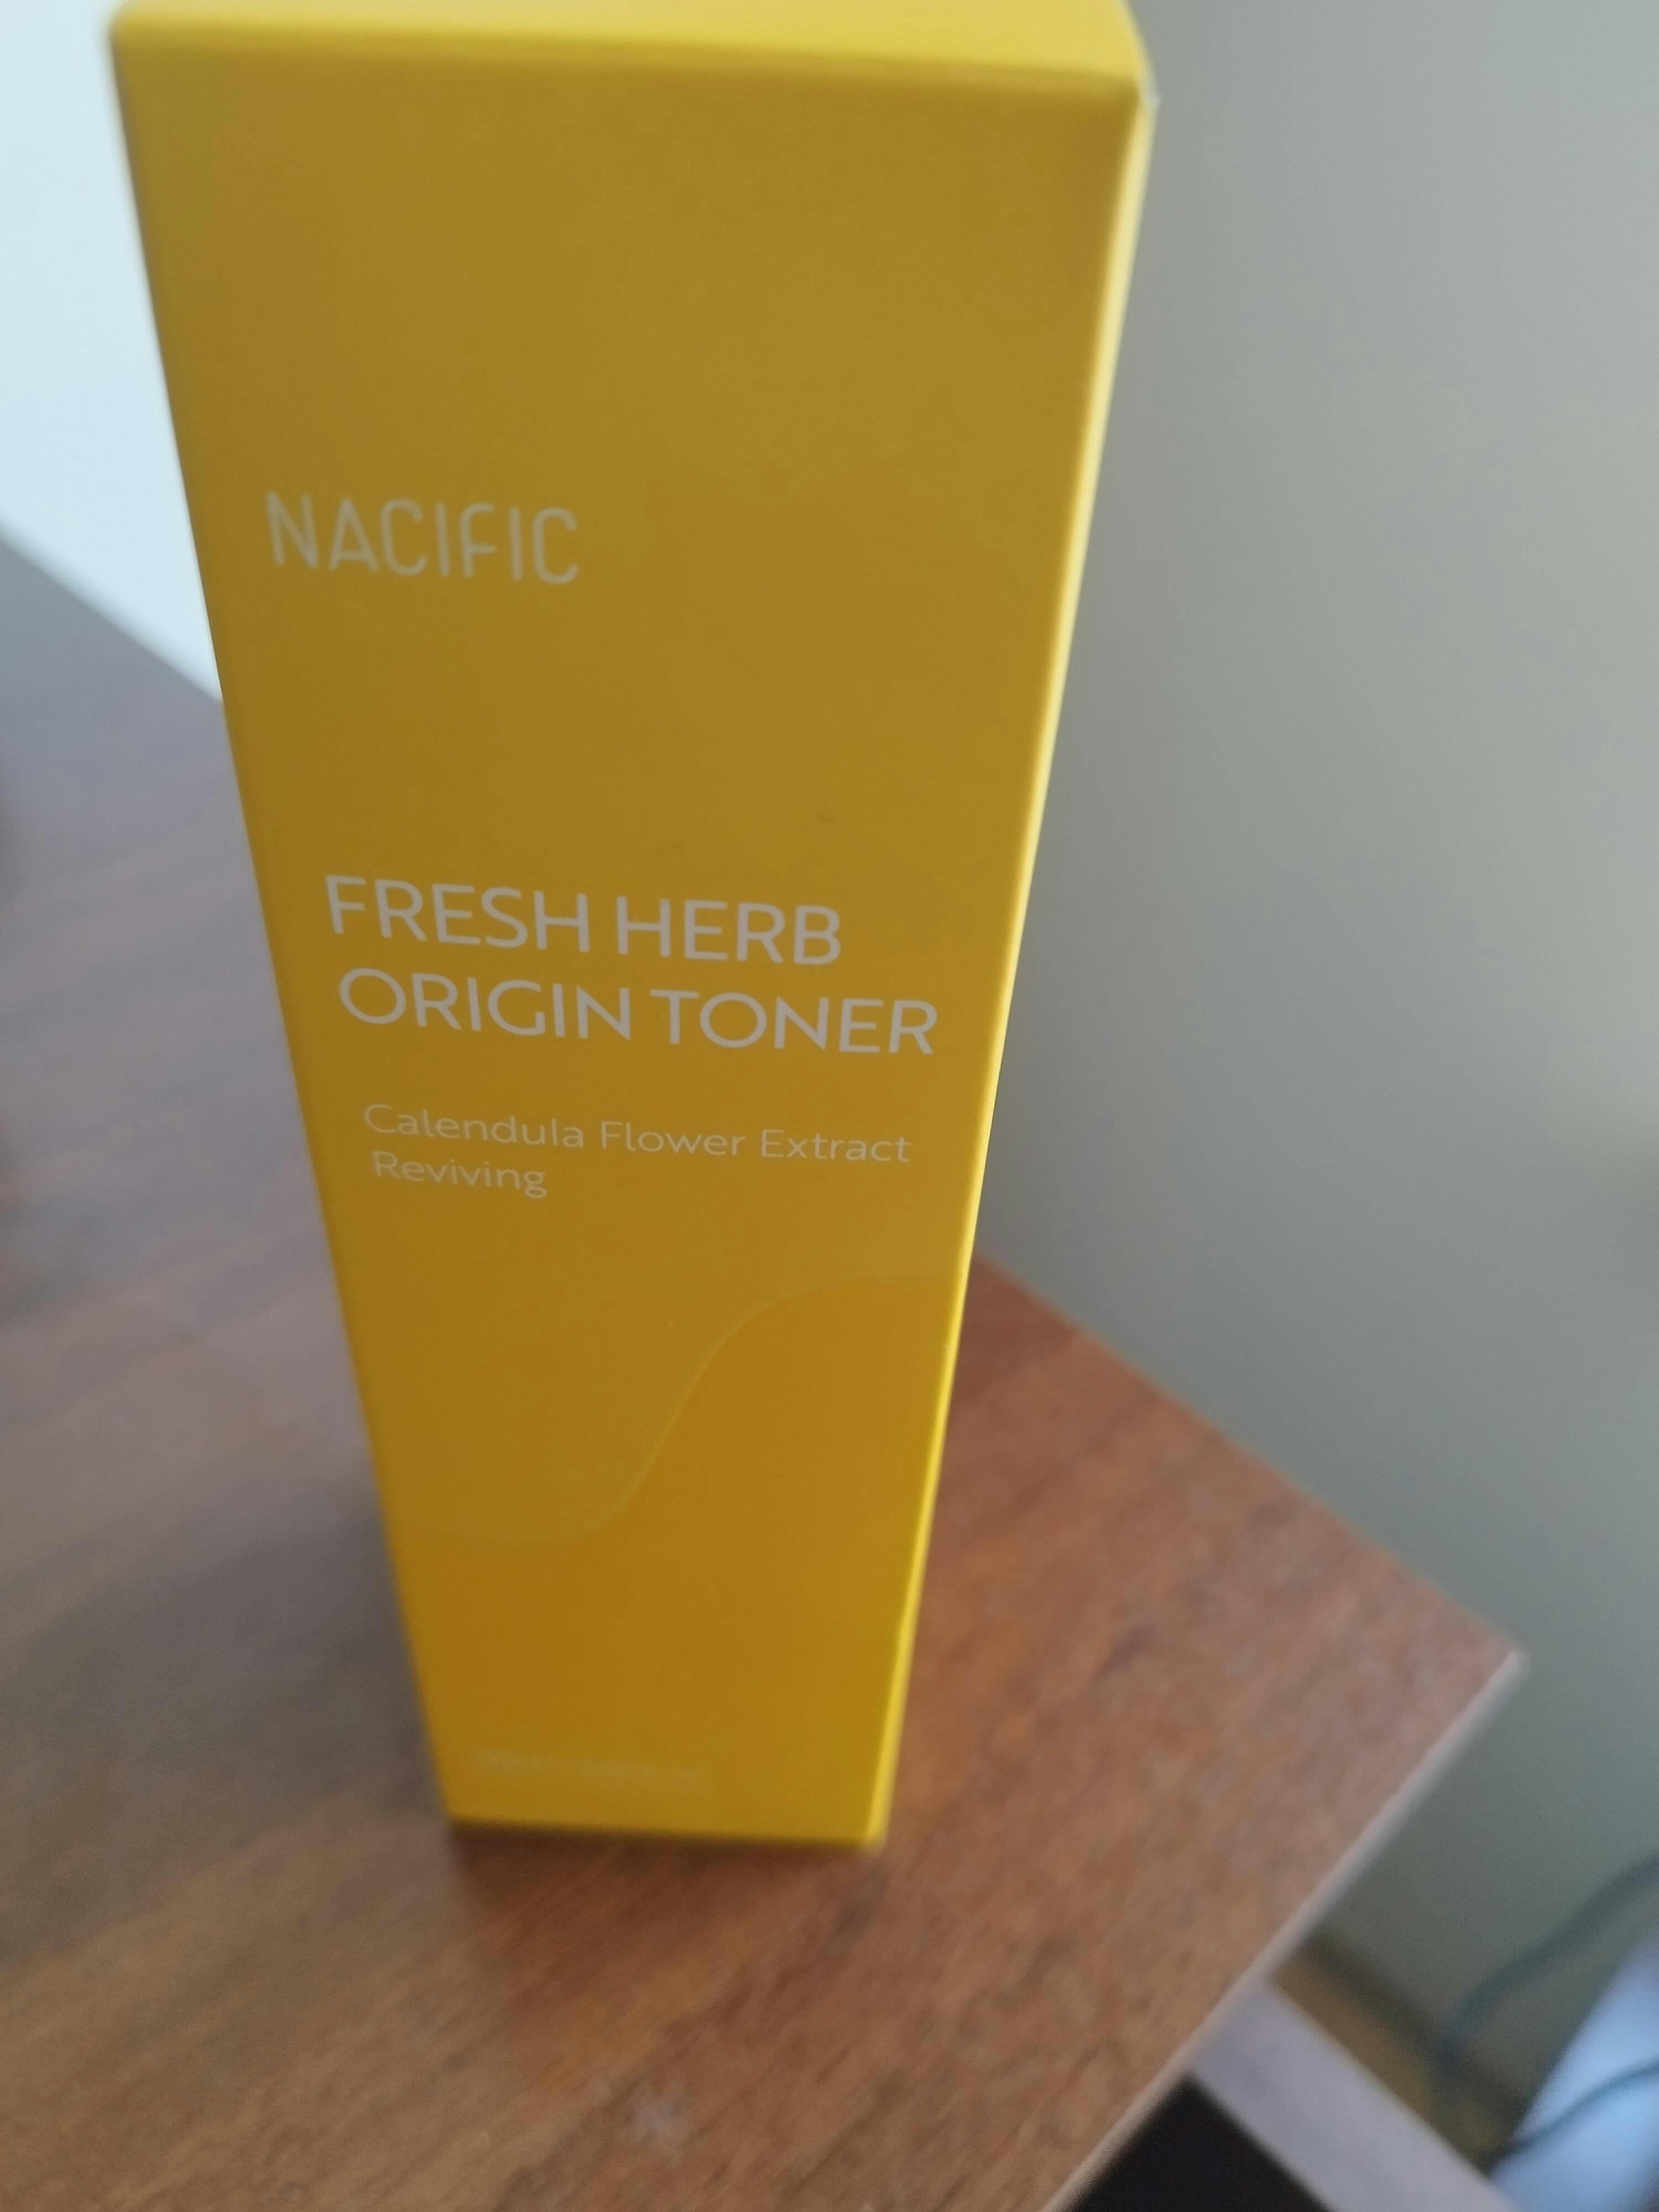 NACIFIC
FRESH HERB
ORIGIN TONER
Calendula Flower Extract
Reviving